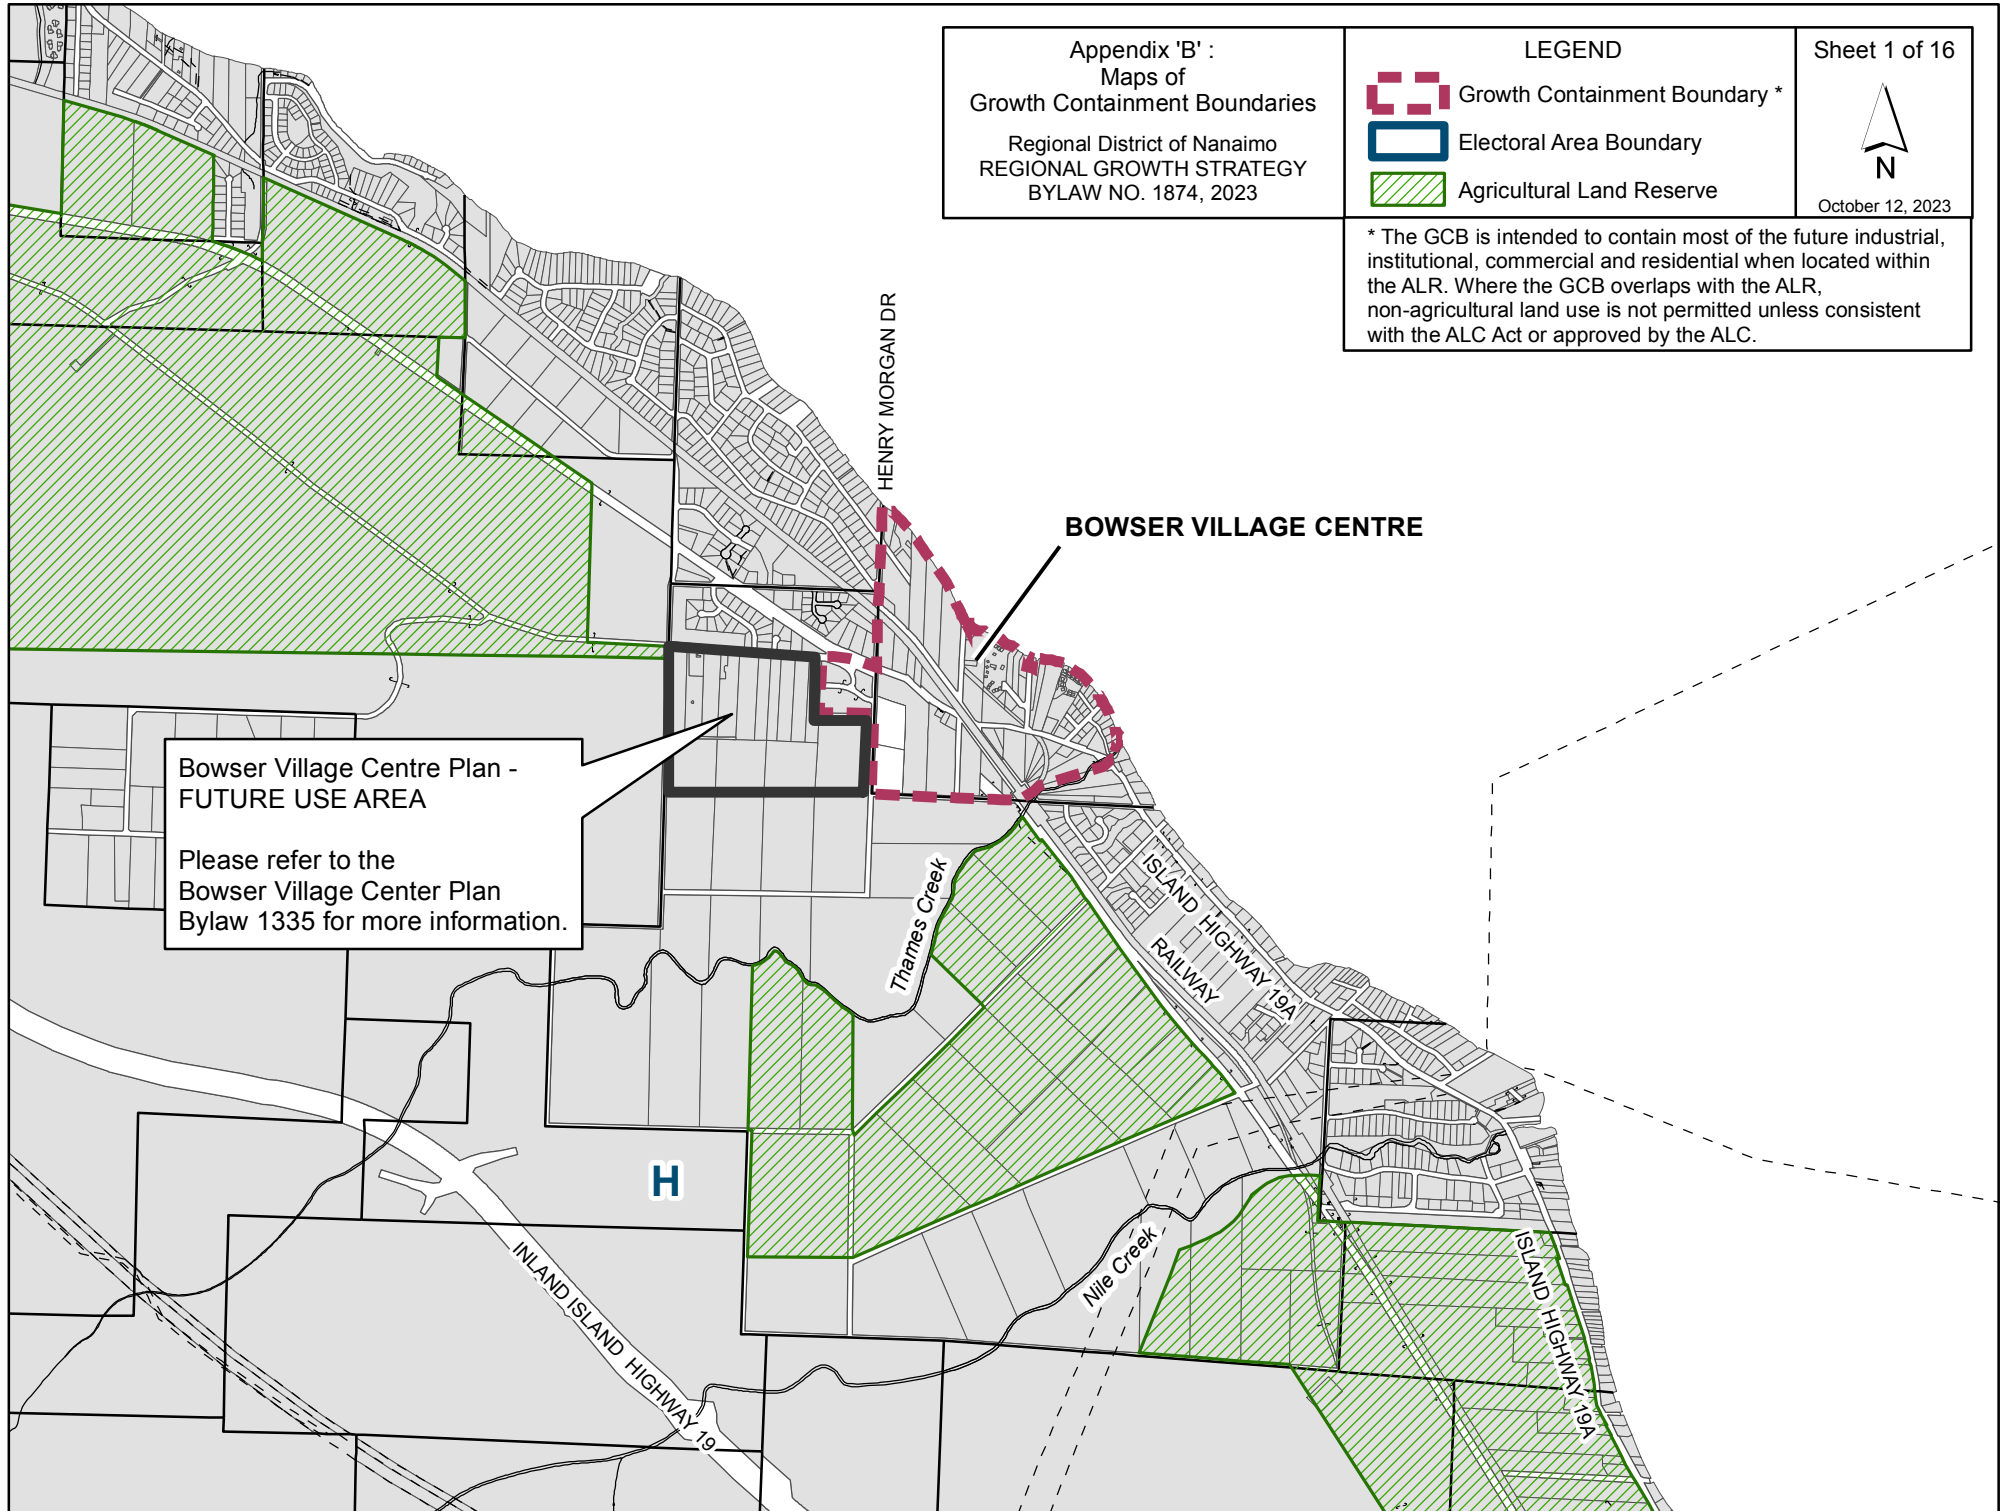 Appendix 'B' :
Maps of
Growth Containment Boundaries
Regional District of Nanaimo
REGIONAL GROWTH STRATEGY
BYLAW NO. 1874, 2023
LEGEND
Growth Containment Boundary *
Electoral Area Boundary
Agricultural Land Reserve
Sheet 1 of 16
N
October 12, 2023
* The GCB is intended to contain most of the future industrial,
institutional, commercial and residential when located within
the ALR. Where the GCB overlaps with the ALR,
non-agricultural land use is not permitted unless consistent
with the ALC Act or approved by the ALC.
HENRY MORGAN DR
BOWSER VILLAGE CENTRE
Bowser Village Centre Plan -
FUTURE USE AREA
Please refer to the
Bowser Village Center Plan
Bylaw 1335 for more information.
Thames Creek
ISLAND HIGHWAY 19A
RAILWAY
H
Nile Creek
INLAND ISLAND HIGHWAY 19
ISLAND HIGHWAY 19A